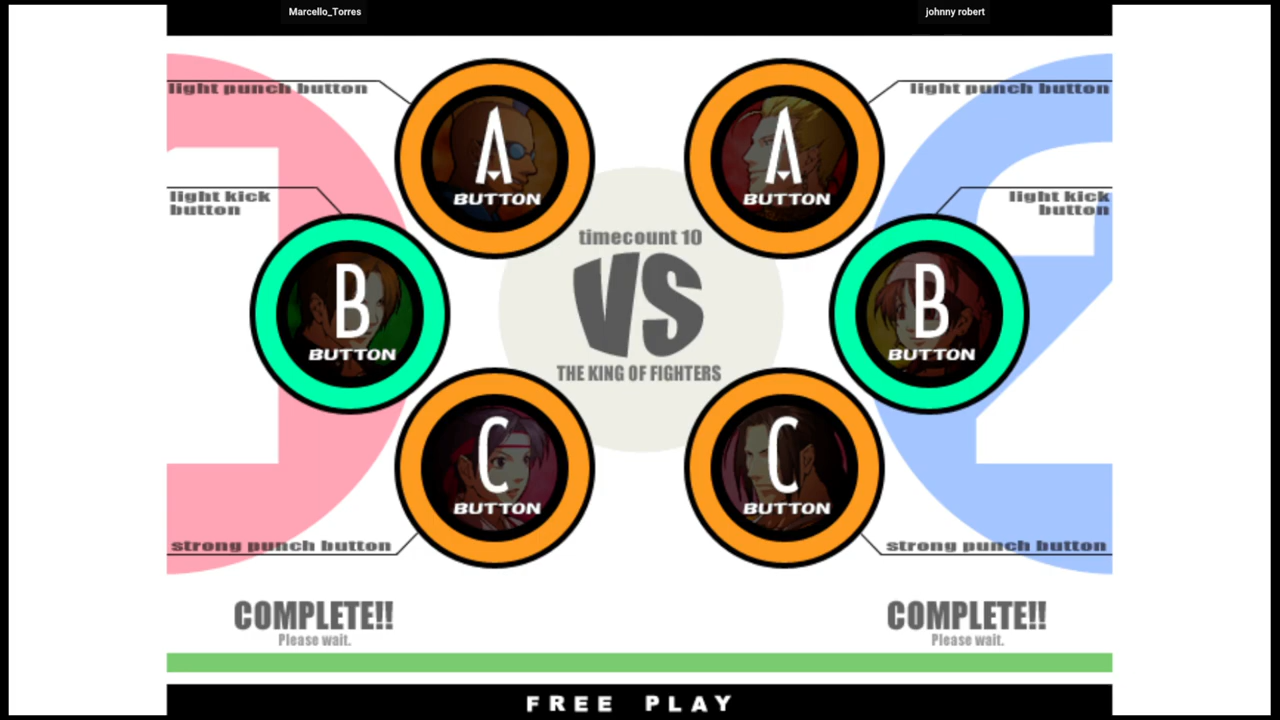 Marcello_Torres
johnny robert
light punch button
light punch button
A
BUTTON
A
BUTTON
light kick
button
light kick
button
timecount 10
VS
THE KING OF FIGHTERS
B
BUTTON
B
BUTTON
C
BUTTON
C
BUTTON
strong punch button
strong punch button
COMPLETE!!
Please wait.
COMPLETE!!
Please wait.
FREE PLAY
1
2